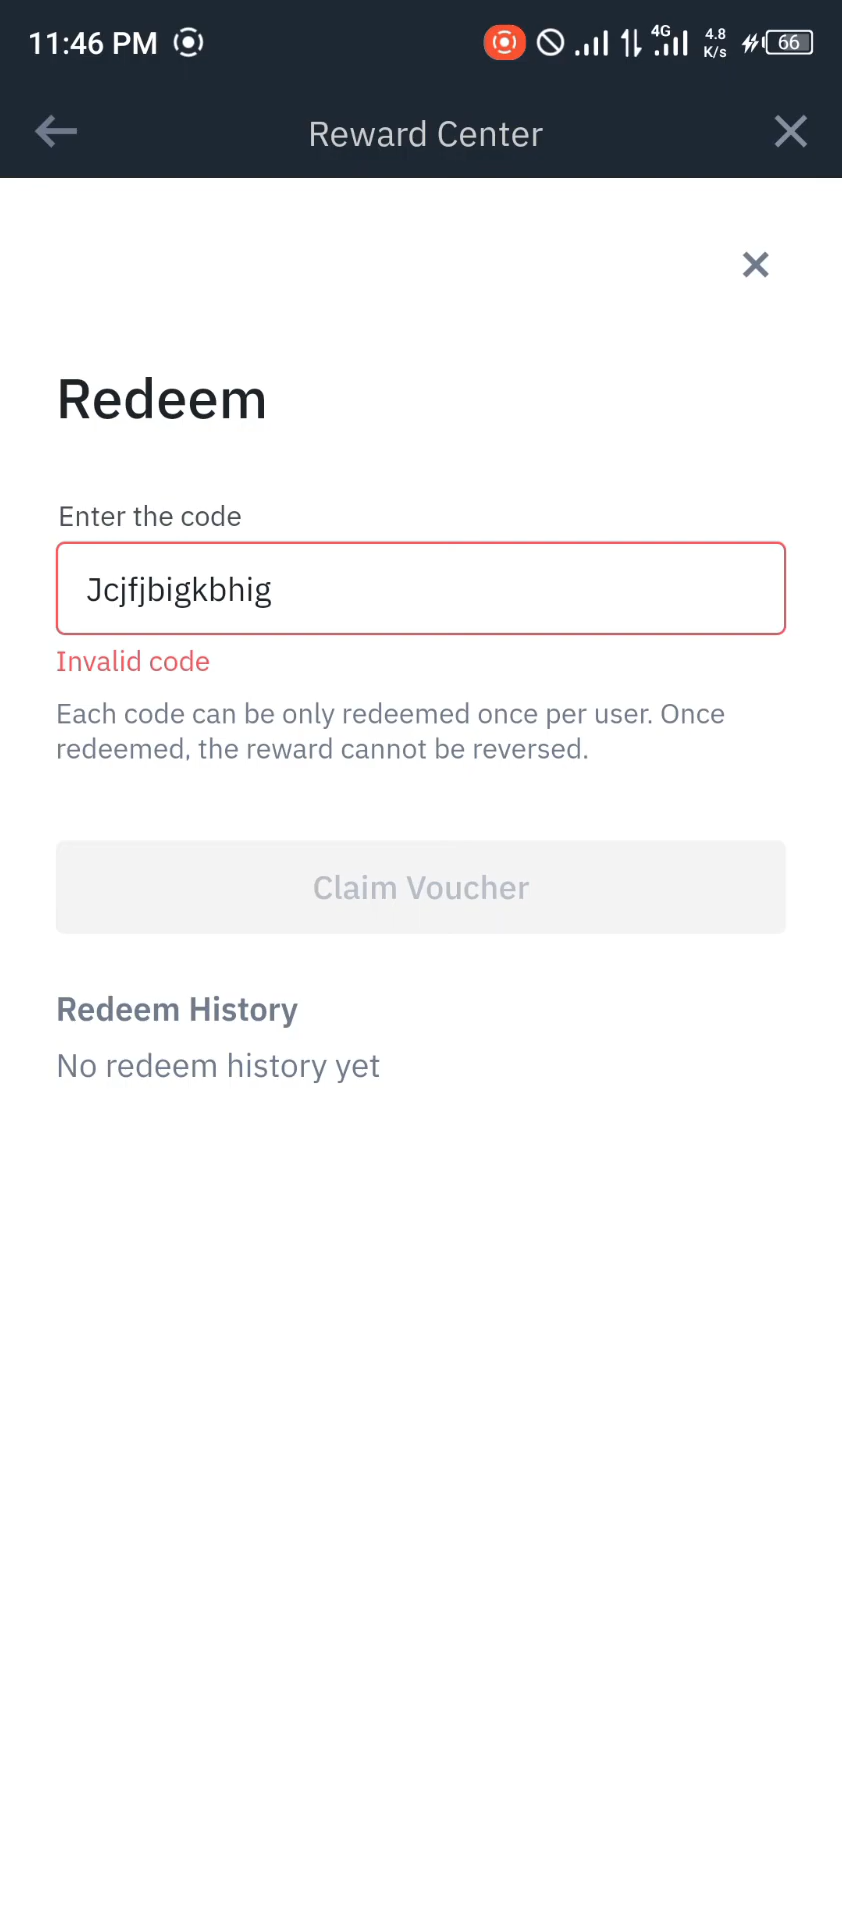 11:46 PM 4G 4.8 K/s 66
Reward Center
Redeem
Enter the code
Jcjfjbigkbhig
Invalid code
Each code can be only redeemed once per user. Once
redeemed, the reward cannot be reversed.
Claim Voucher
Redeem History
No redeem history yet